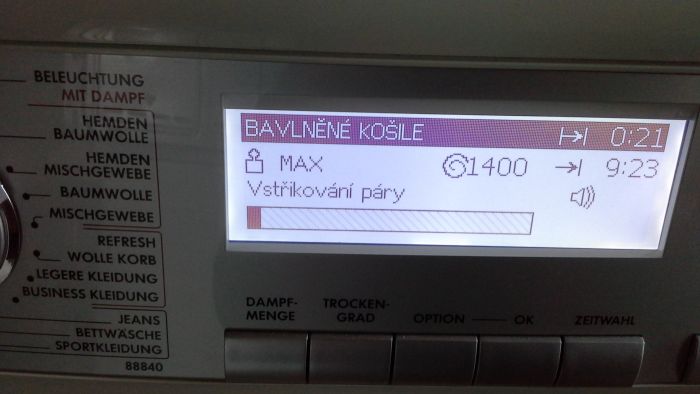 BELEUCHTUNG
MIT DAMPF
HEMDEN
BAUMWOLLE
HEMDEN
MISCHGEWEBE
BAUMWOLLE
MISCHGEWEBE
REFRESH
WOLLE KORB
LEGERE KLEIDUNG
BUSINESS KLEIDUNG
JEANS
BETTWÄSCHE
SPORTKLEIDUNG
88840
BAVLNĚNÉ KOŠILE 0:21
MAX 1400 9:23
Vstřikování páry
DAMPF-
MENGE
TROCKEN-
GRAD
OPTION
OK
ZEITWAHL